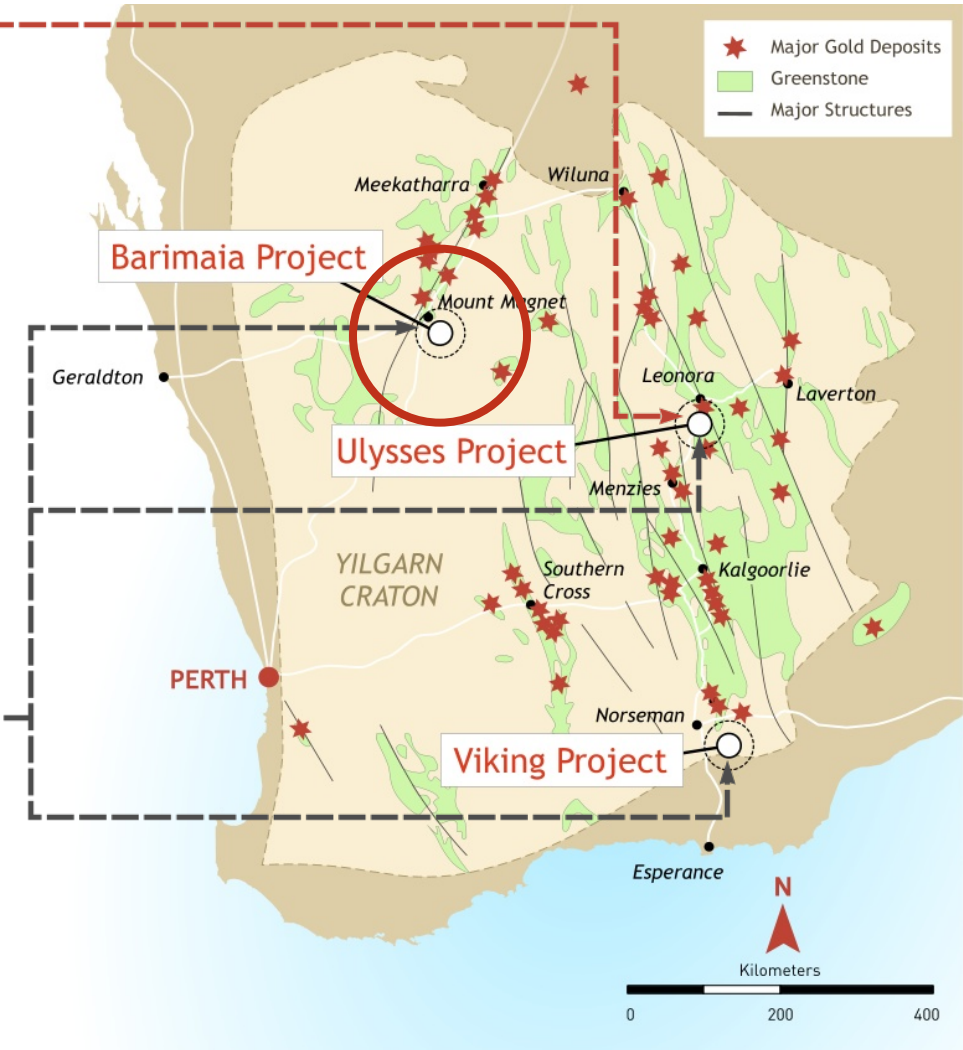 Major Gold Deposits
Greenstone
Major Structures
Wiluna
Meekatharra
Barimaia Project
Mount Magnet
Geraldton
Leonora
Laverton
Ulysses Project
Menzies
YILGARN
CRATON
Southern
Cross
Kalgoorlie
PERTH
Norseman
Viking Project
Esperance
N
Kilometers
0 200 400